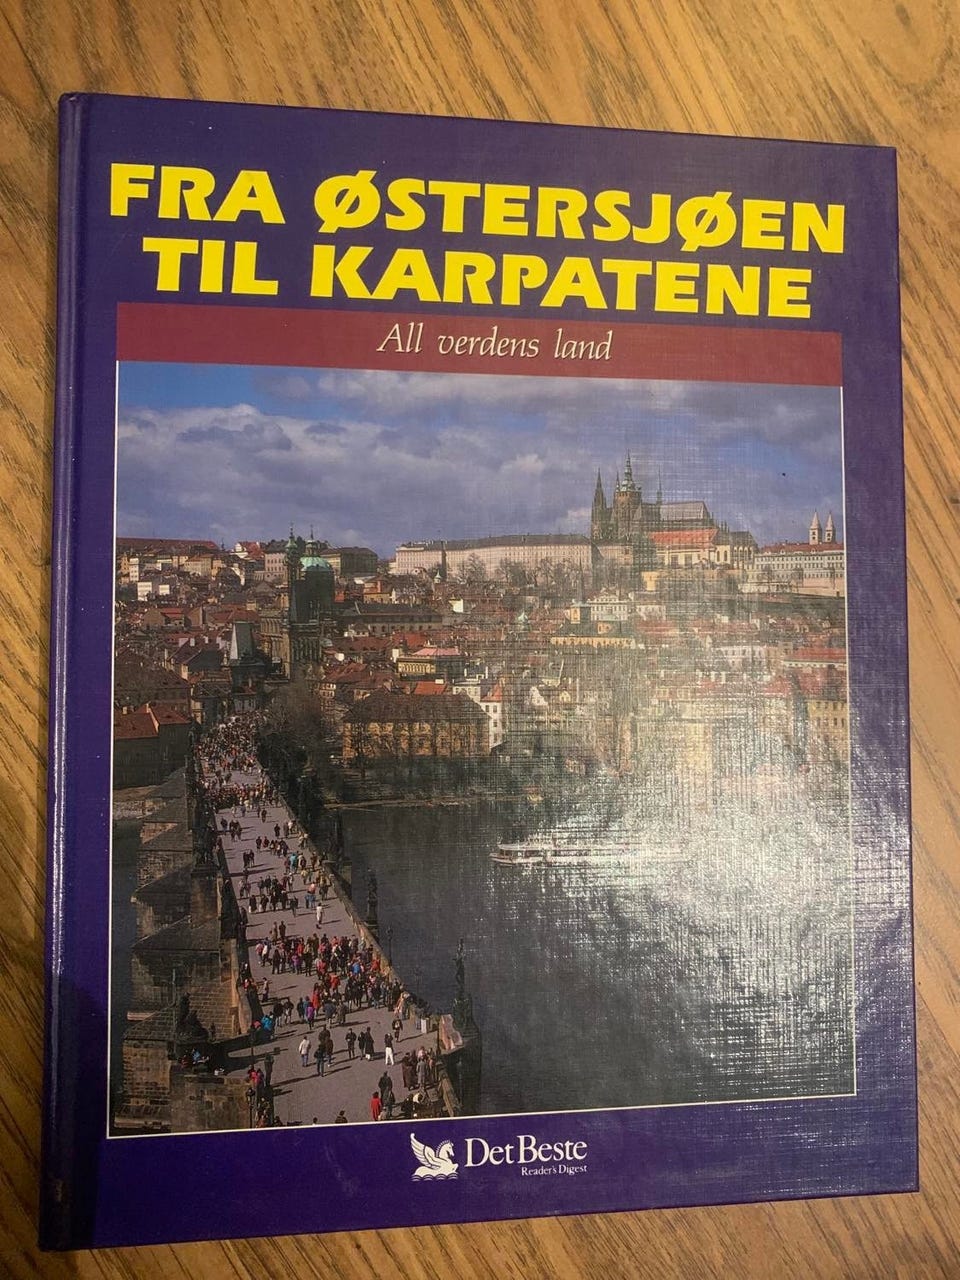 FRA ØSTERSJØEN
TIL KARPATENE
All verdens land
Det Beste
Reader's Digest